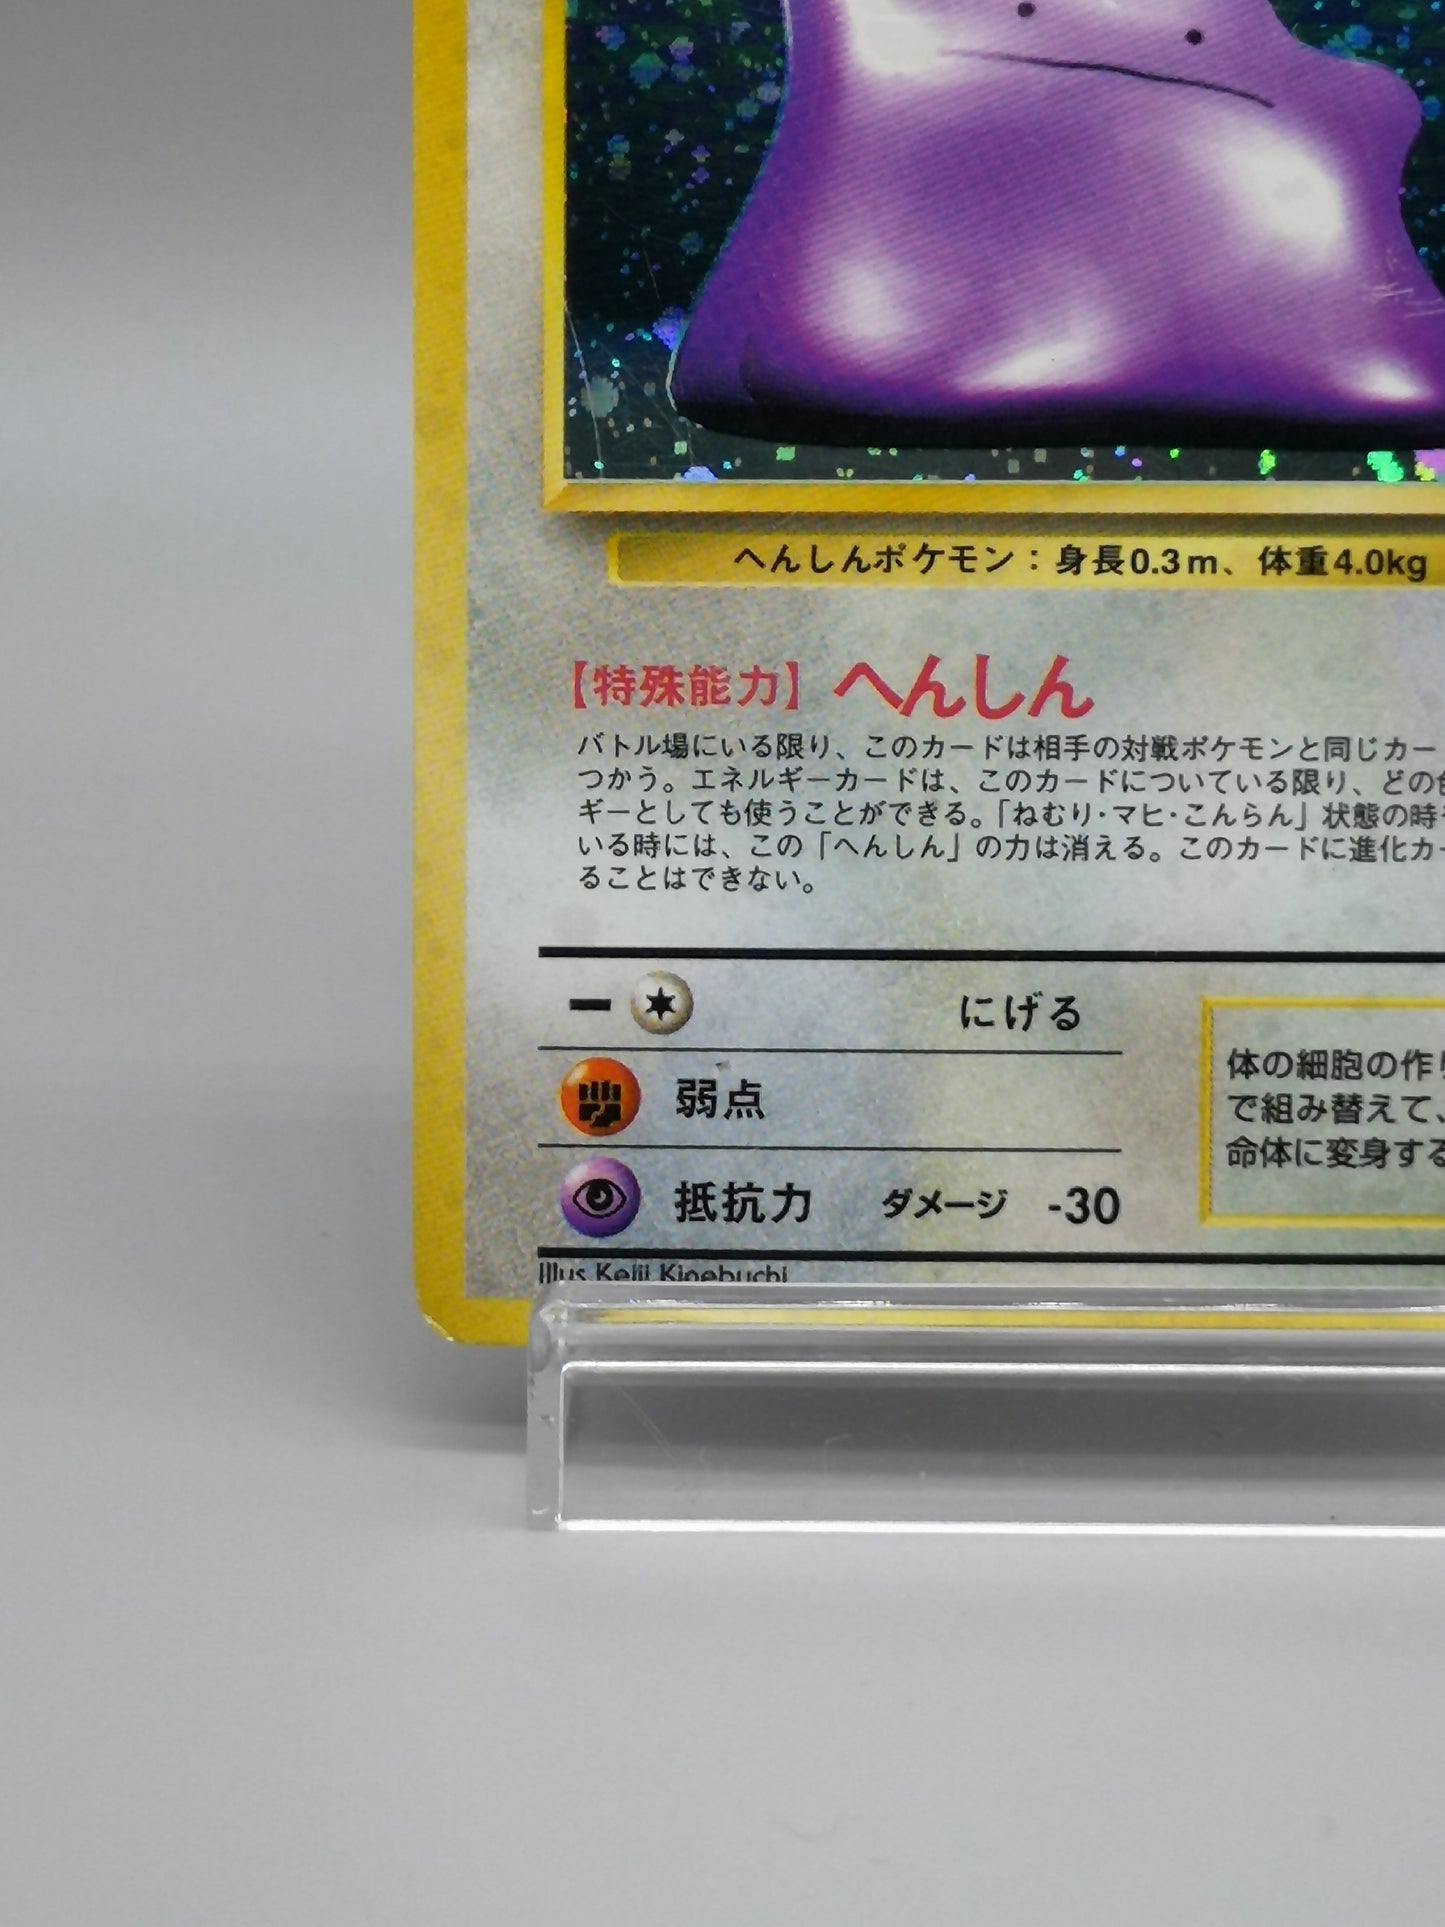 へんしんポケモン：身長0.3m、体重4.0kg
【特殊能力】へんしん
バトル場にいる限り、このカードは相手の対戦ポケモンと同じカー
つかう。エネルギーカードは、このカードについている限り、どの色
ギーとしても使うことができる。「ねむり・マヒ・こんらん」状態の時
いる時には、この「へんしん」の力は消える。このカードに進化カー
ることはできない。
ー にげる
弱点
抵抗力 ダメージ -30
体の細胞の作り
で組み替えて、
命体に変身する
Illus Keiji Kinebuchi